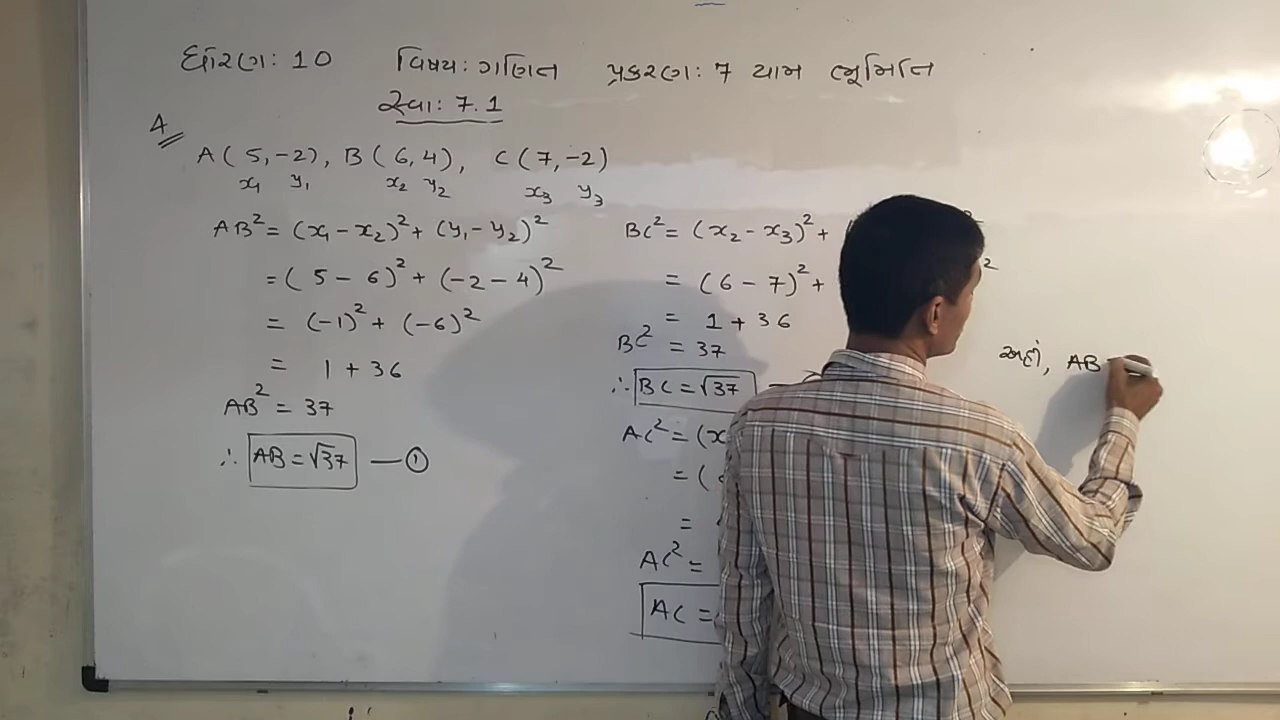 ધોરણ: 10 વિષય: ગણિત પ્રકરણ: 7 યામ ભૂમિતિ
સ્વા: 7.1
4
A(5,-2), B(6,4), C(7,-2)
x₁ y₁ x₂ y₂ x₃ y₃
AB² = (x₁ - x₂)² + (y₁ - y₂)²
= (5 - 6)² + (-2 - 4)²
= (-1)² + (-6)²
= 1 + 36
AB² = 37
∴ AB = √37 — ①
BC² = (x₂ - x₃)² +
= (6 - 7)² +
= 1 + 36
BC² = 37
∴ BC = √37 —
AC² = (x
= (
=
AC² =
AC =
અહીં, AB